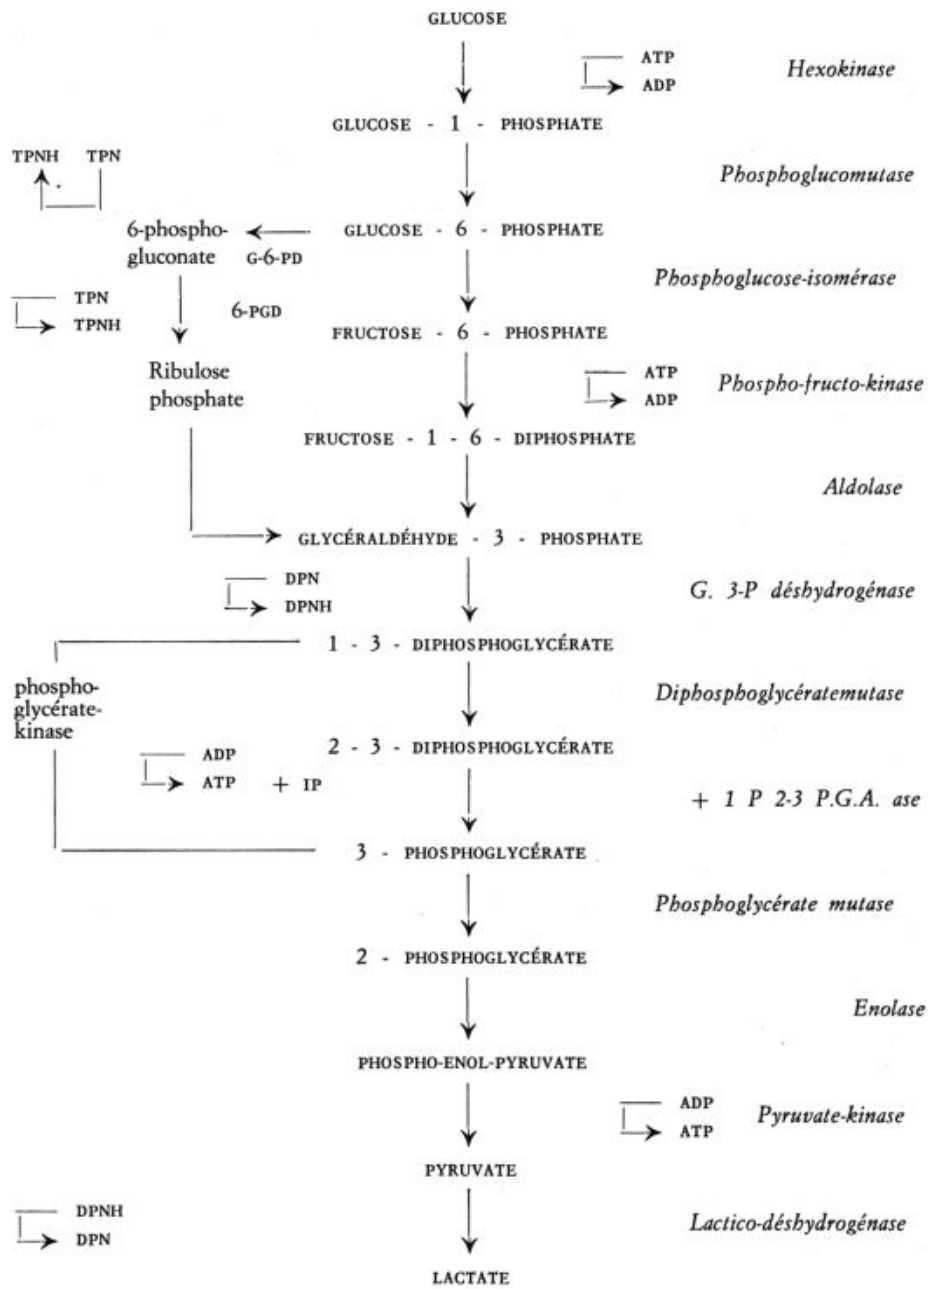 GLUCOSE
ATP
ADP
Hexokinase
GLUCOSE - 1 - PHOSPHATE
TPNH TPN
Phosphoglucomutase
6-phospho-
gluconate
G-6-PD
GLUCOSE - 6 - PHOSPHATE
Phosphoglucose-isomérase
TPN
TPNH
6-PGD
FRUCTOSE - 6 - PHOSPHATE
Ribulose
phosphate
ATP
ADP
Phospho-fructo-kinase
FRUCTOSE - 1 - 6 - DIPHOSPHATE
Aldolase
GLYCÉRALDÉHYDE - 3 - PHOSPHATE
DPN
DPNH
G. 3-P déshydrogénase
1 - 3 - DIPHOSPHOGLYCÉRATE
phospho-
glycérate-
kinase
Diphosphoglycératemutase
2 - 3 - DIPHOSPHOGLYCÉRATE
ADP
ATP + IP
+ 1 P 2-3 P.G.A. ase
3 - PHOSPHOGLYCÉRATE
Phosphoglycérate mutase
2 - PHOSPHOGLYCÉRATE
Enolase
PHOSPHO-ENOL-PYRUVATE
ADP
ATP
Pyruvate-kinase
PYRUVATE
DPNH
DPN
Lactico-déshydrogénase
LACTATE